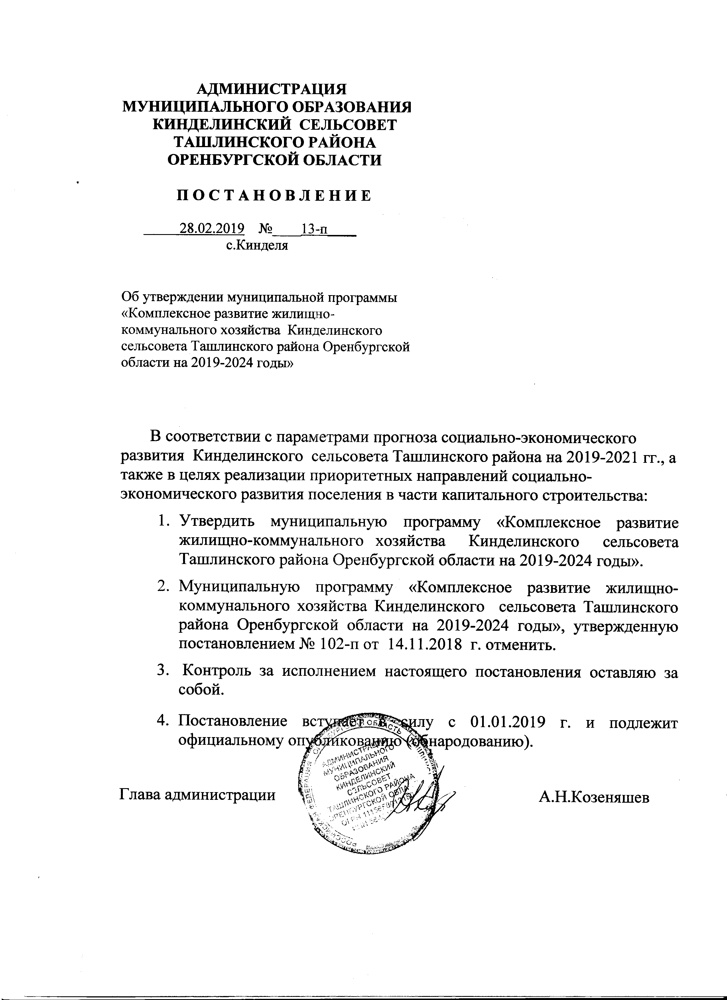 АДМИНИСТРАЦИЯ
МУНИЦИПАЛЬНОГО ОБРАЗОВАНИЯ
КИНДЕЛИНСКИЙ СЕЛЬСОВЕТ
ТАШЛИНСКОГО РАЙОНА
ОРЕНБУРГСКОЙ ОБЛАСТИ
П О С Т А Н О В Л Е Н И Е
28.02.2019 № 13-п
с.Кинделя
Об утверждении муниципальной программы
«Комплексное развитие жилищно-
коммунального хозяйства Кинделинского
сельсовета Ташлинского района Оренбургской
области на 2019-2024 годы»
В соответствии с параметрами прогноза социально-экономического
развития Кинделинского сельсовета Ташлинского района на 2019-2021 гг., а
также в целях реализации приоритетных направлений социально-
экономического развития поселения в части капитального строительства:
1. Утвердить муниципальную программу «Комплексное развитие
жилищно-коммунального хозяйства Кинделинского сельсовета
Ташлинского района Оренбургской области на 2019-2024 годы».
2. Муниципальную программу «Комплексное развитие жилищно-
коммунального хозяйства Кинделинского сельсовета Ташлинского
района Оренбургской области на 2019-2024 годы», утвержденную
постановлением № 102-п от 14.11.2018 г. отменить.
3. Контроль за исполнением настоящего постановления оставляю за
собой.
4. Постановление вступает в силу с 01.01.2019 г. и подлежит
официальному опубликованию (обнародованию).
АДМИНИСТРАЦИЯ
МУНИЦИПАЛЬНОГО
ОБРАЗОВАНИЯ
КИНДЕЛИНСКИЙ
СЕЛЬСОВЕТ
ТАШЛИНСКОГО РАЙОНА
ОРЕНБУРГСКОЙ
Глава администрации А.Н.Козеняшев